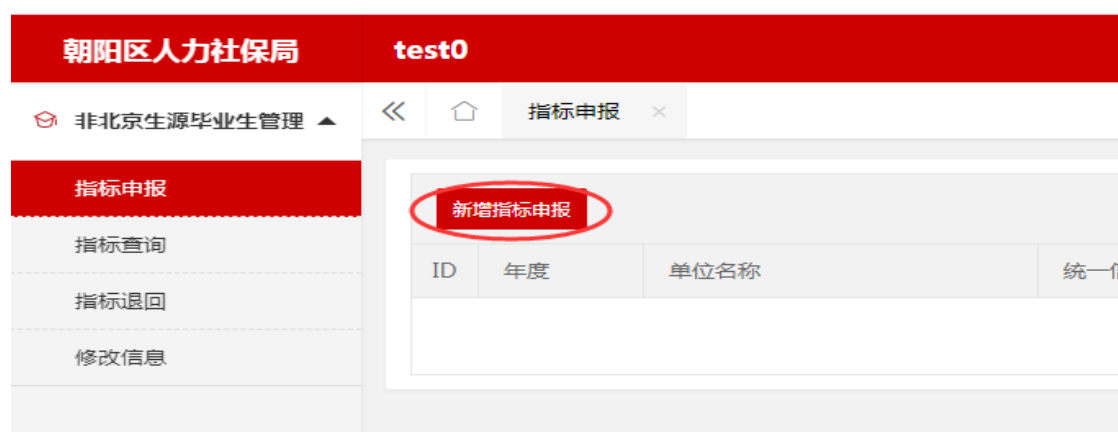 朝阳区人力社保局
test0
非北京生源毕业生管理
指标申报
指标申报
指标查询
指标退回
修改信息
新增指标申报
ID 年度 单位名称 统一